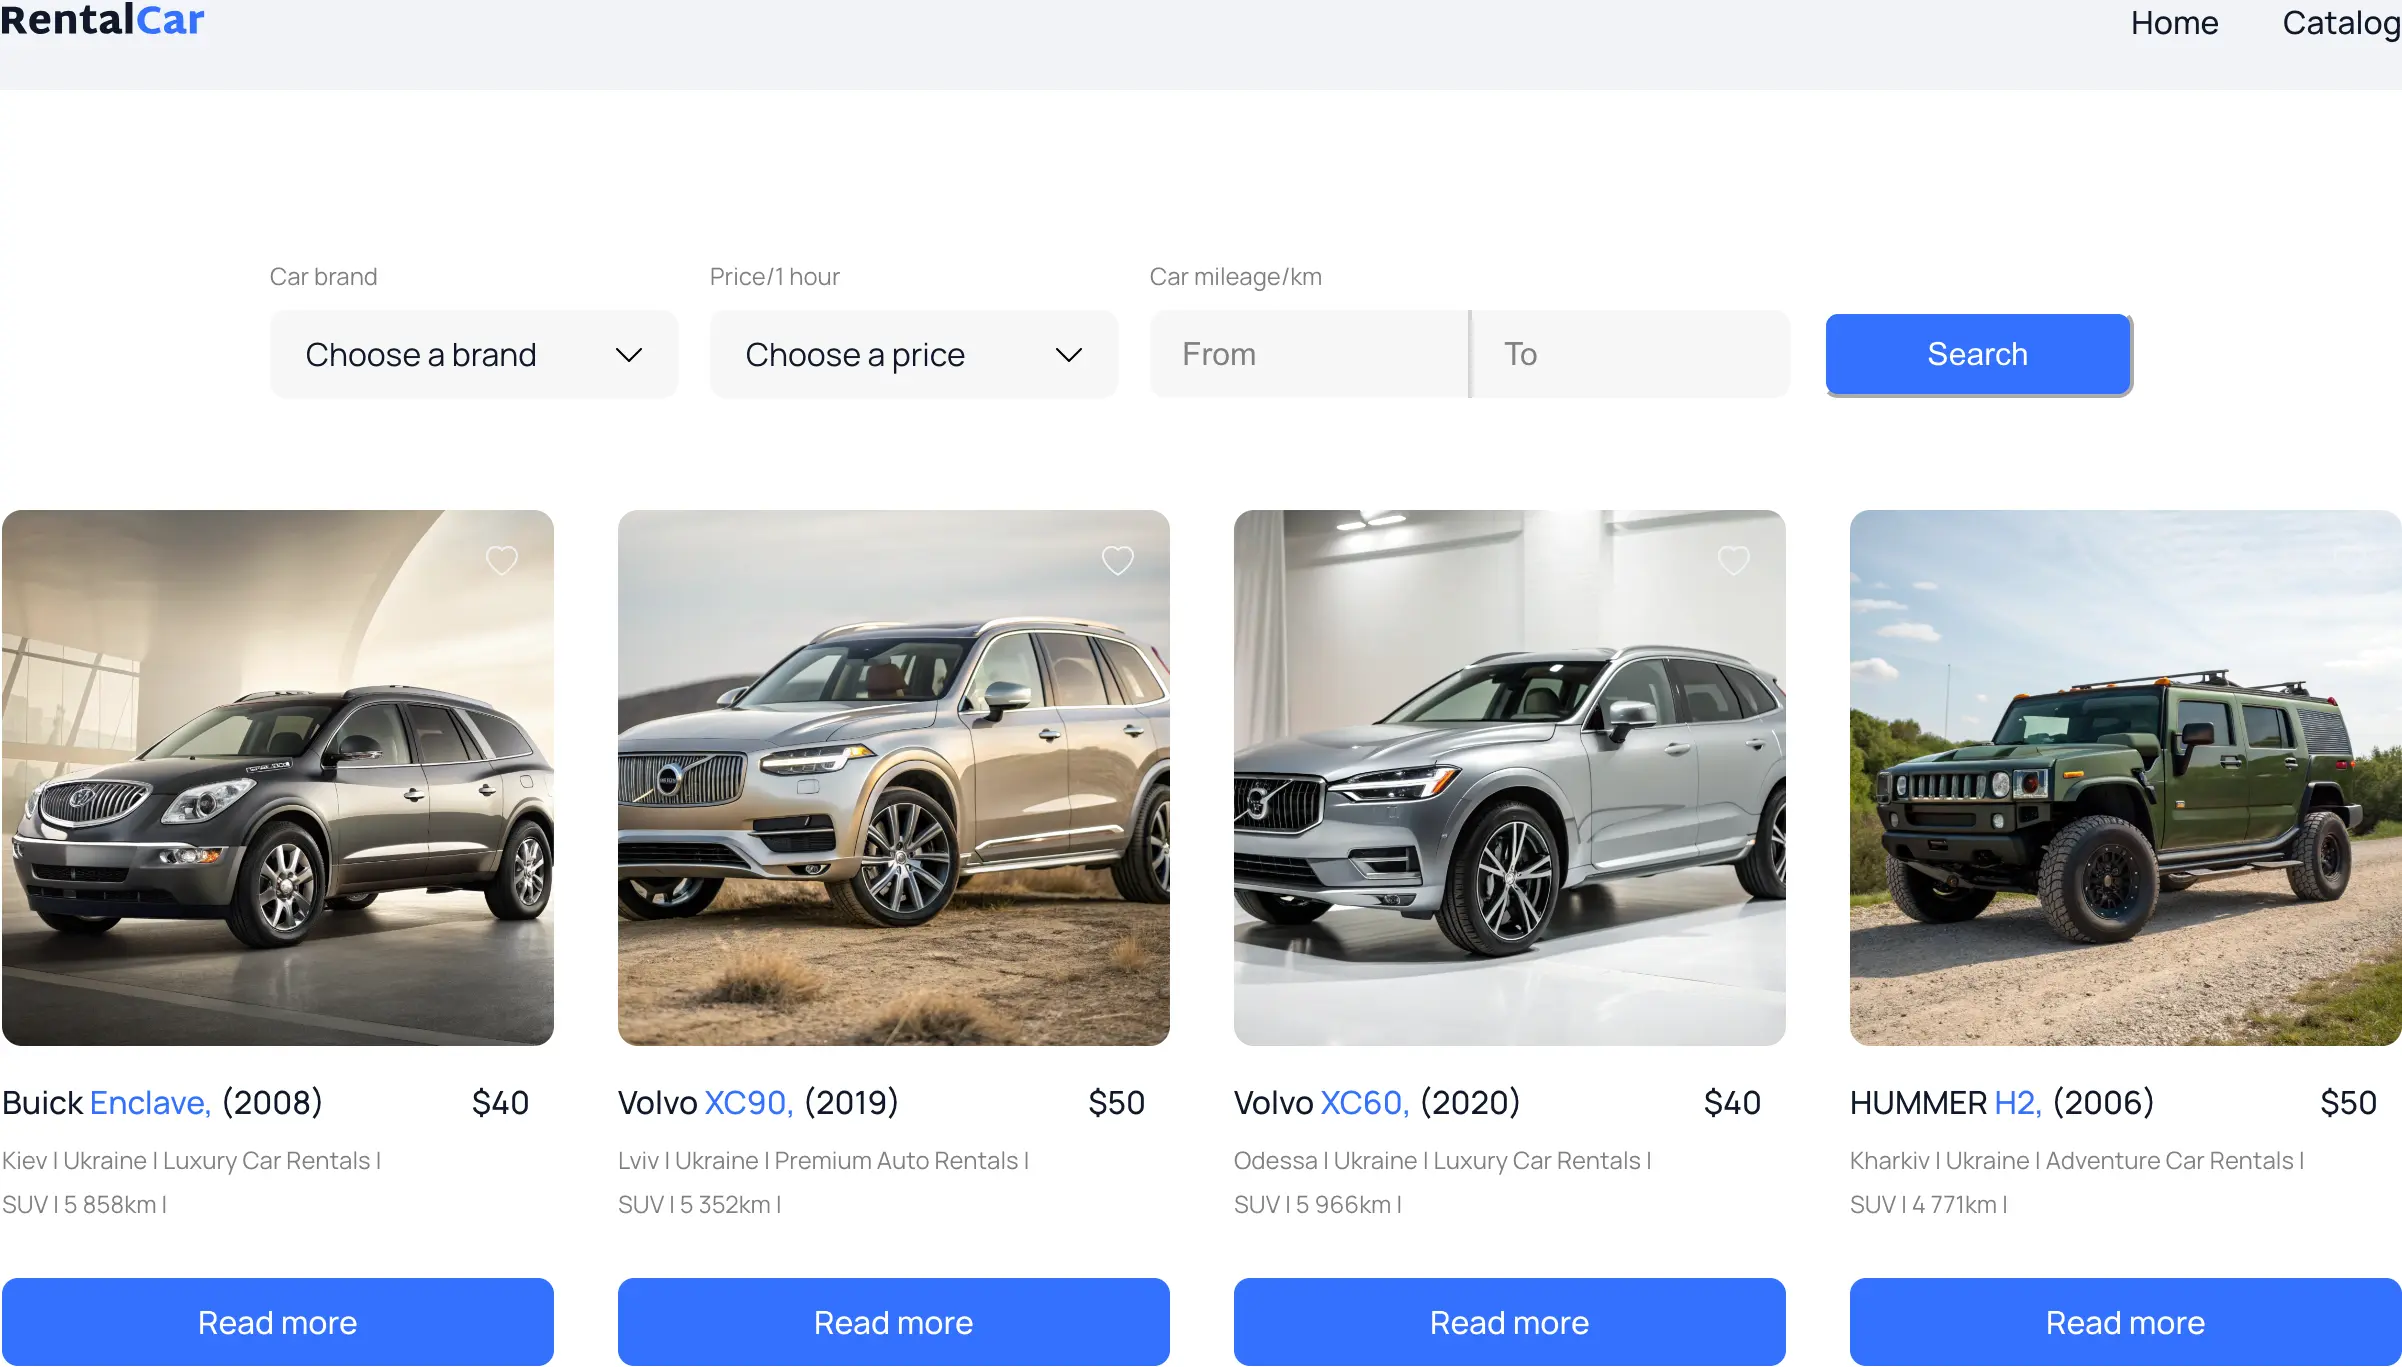 RentalCar
Home
Catalog
Car brand
Price/1 hour
Car mileage/km
Choose a brand
Choose a price
From
To
Search
Buick Enclave, (2008) $40
Kiev | Ukraine | Luxury Car Rentals |
SUV | 5 858km |
Read more
Volvo XC90, (2019) $50
Lviv | Ukraine | Premium Auto Rentals |
SUV | 5 352km |
Read more
Volvo XC60, (2020) $40
Odessa | Ukraine | Luxury Car Rentals |
SUV | 5 966km |
Read more
HUMMER H2, (2006) $50
Kharkiv | Ukraine | Adventure Car Rentals |
SUV | 4 771km |
Read more